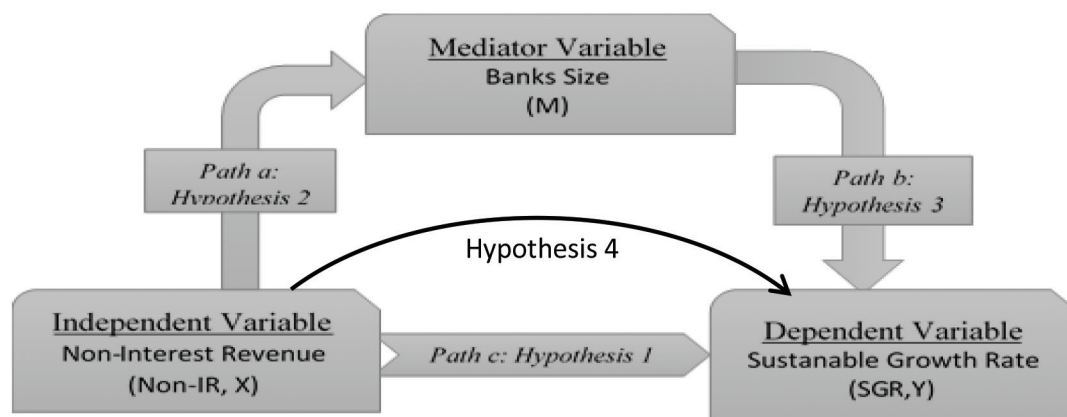 Mediator Variable
Banks Size
(M)
Path a:
Hypothesis 2
Path b:
Hypothesis 3
Hypothesis 4
Independent Variable
Non-Interest Revenue
(Non-IR, X)
Path c: Hypothesis 1
Dependent Variable
Sustanable Growth Rate
(SGR,Y)